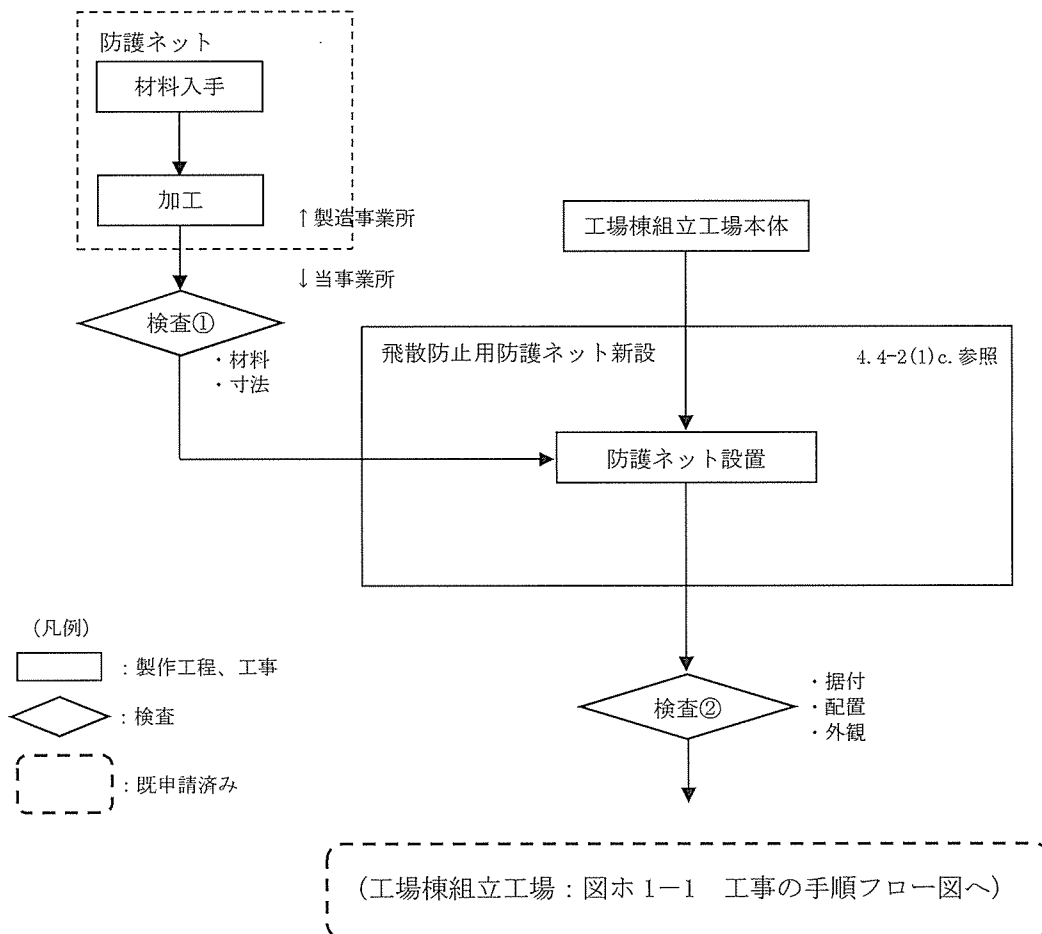 防護ネット
材料入手
加工
↑製造事業所
↓当事業所
検査①
・材料
・寸法
工場棟組立工場本体
飛散防止用防護ネット新設
4.4-2(1)c.参照
防護ネット設置
検査②
・据付
・配置
・外観
(凡例)
：製作工程、工事
：検査
：既申請済み
(工場棟組立工場：図ホ1－1　工事の手順フロー図へ)